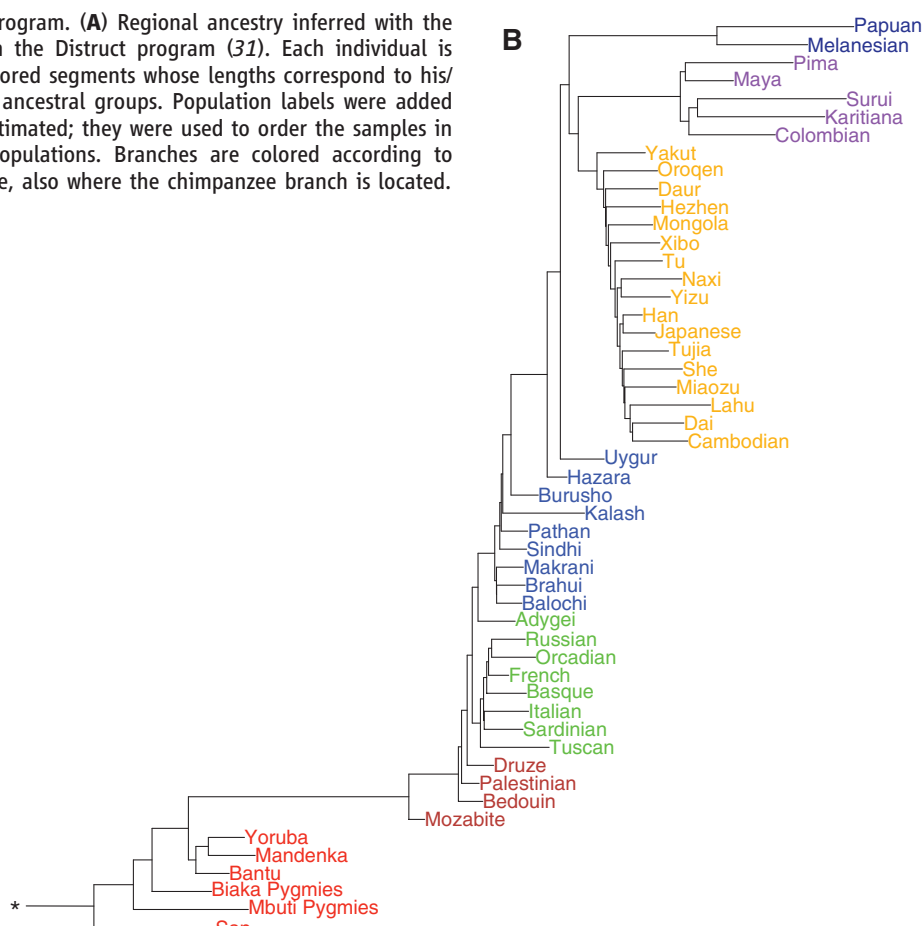 rogram. (A) Regional ancestry inferred with the
the Distruct program (31). Each individual is
ored segments whose lengths correspond to his/
ancestral groups. Population labels were added
timated; they were used to order the samples in
opulations. Branches are colored according to
e, also where the chimpanzee branch is located.
B
Papuan
Melanesian
Pima
Maya
Surui
Karitiana
Colombian
Yakut
Oroqen
Daur
Hezhen
Mongola
Xibo
Tu
Naxi
Yizu
Han
Japanese
Tujia
She
Miaozu
Lahu
Dai
Cambodian
Uygur
Hazara
Burusho
Kalash
Pathan
Sindhi
Makrani
Brahui
Balochi
Adygei
Russian
Orcadian
French
Basque
Italian
Sardinian
Tuscan
Druze
Palestinian
Bedouin
Mozabite
Yoruba
Mandenka
Bantu
Biaka Pygmies
*
Mbuti Pygmies